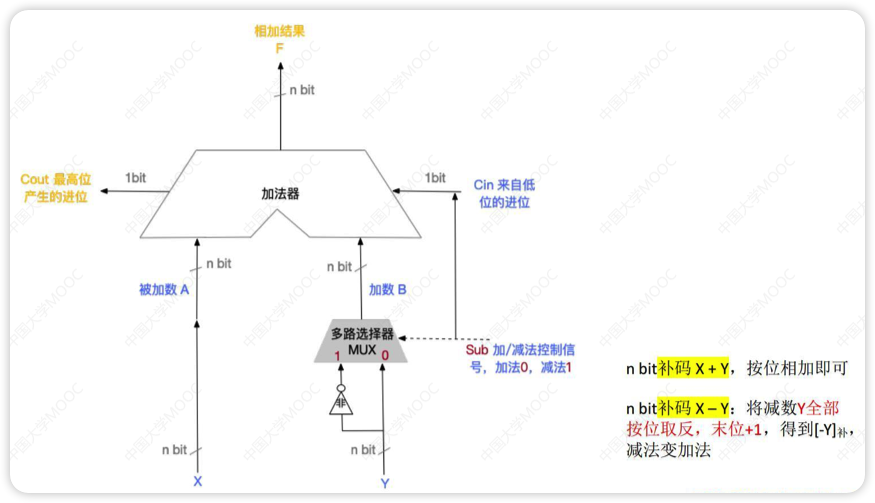 相加结果
F
n bit
Cout 最高位
产生的进位
1bit
加法器
1bit
Cin 来自低
位的进位
n bit
被加数 A
n bit
加数 B
多路选择器
MUX
1
0
Sub 加/减法控制信
号，加法0，减法1
非
n bit
X
n bit
Y
n bit补码 X + Y，按位相加即可
n bit补码 X – Y：将减数Y全部
按位取反，末位+1，得到[-Y]补，
减法变加法
中国大学MOOC